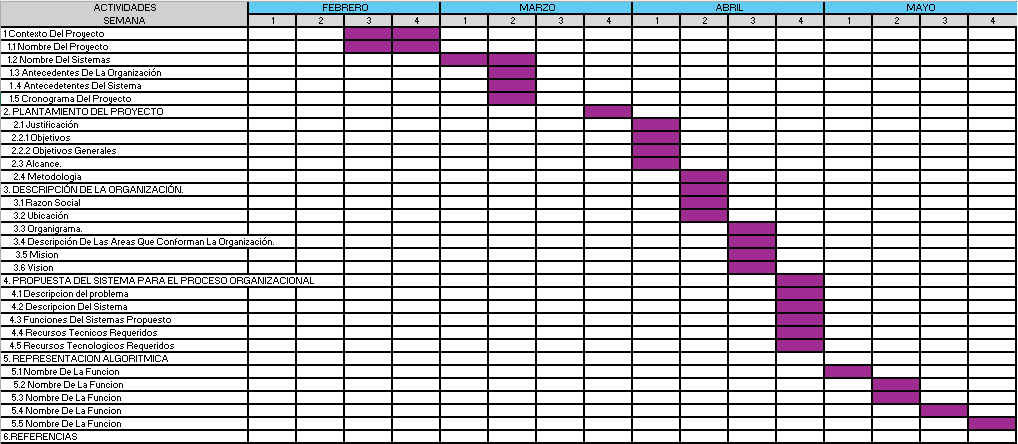 ACTIVIDADES FEBRERO MARZO ABRIL MAYO
SEMANA 1 2 3 4 1 2 3 4 1 2 3 4 1 2 3 4
1 Contexto Del Proyecto
1.1 Nombre Del Proyecto
1.2 Nombre Del Sistemas
1.3 Antecedentes De La Organización
1.4 Antecedetentes Del Sistema
1.5 Cronograma Del Proyecto
2. PLANTAMIENTO DEL PROYECTO
2.1 Justificación
2.2.1 Objetivos
2.2.2 Objetivos Generales
2.3 Alcance.
2.4 Metodologia
3. DESCRIPCIÓN DE LA ORGANIZACIÓN.
3.1 Razon Social
3.2 Ubicación
3.3 Organigrama.
3.4 Descripción De Las Areas Que Conforman La Organización.
3.5 Mision
3.6 Vision
4. PROPUESTA DEL SISTEMA PARA EL PROCESO ORGANIZACIONAL
4.1 Descripcion del problema
4.2 Descripcion Del Sistema
4.3 Funciones Del Sistemas Propuesto
4.4 Recursos Tecnicos Requeridos
4.5 Recursos Tecnologicos Requeridos
5. REPRESENTACION ALGORITMICA
5.1 Nombre De La Funcion
5.2 Nombre De La Funcion
5.3 Nombre De La Funcion
5.4 Nombre De La Funcion
5.5 Nombre De La Funcion
6.REFERENCIAS